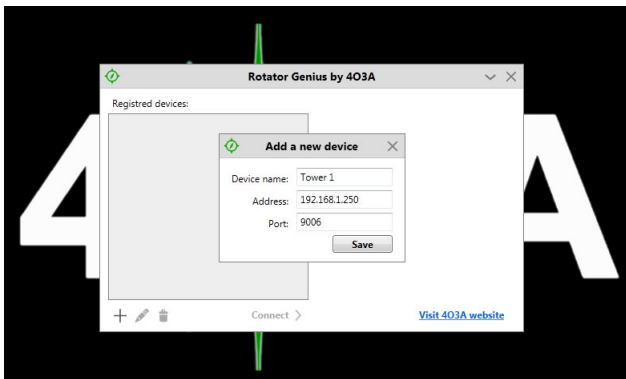 Rotator Genius by 4O3A
Registred devices:
Add a new device
Device name: Tower 1
Address: 192.168.1.250
Port: 9006
Save
Connect
Visit 4O3A website
4 A